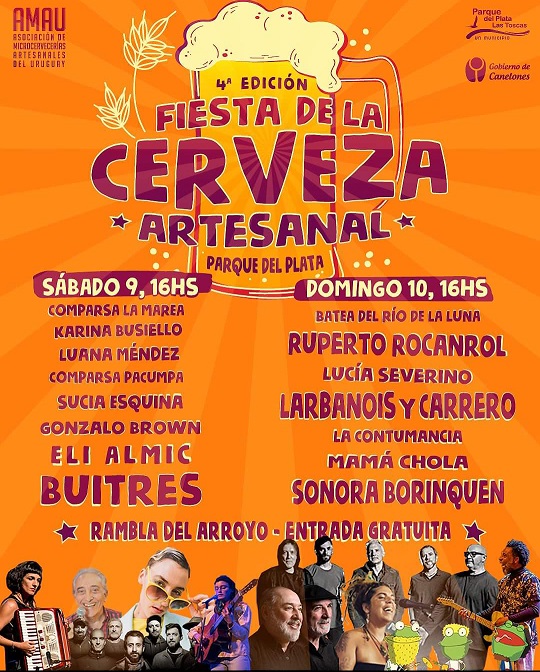 AMAU
ASOCIACIÓN DE
MICROCERVECERÍAS
ARTESANALES
DEL URUGUAY
Parque
del Plata
Las Toscas
UN MUNICIPIO
Gobierno de
Canelones
4ª EDICIÓN
FIESTA DE LA
CERVEZA
ARTESANAL
PARQUE DEL PLATA
SÁBADO 9, 16HS
COMPARSA LA MAREA
KARINA BUSIELLO
LUANA MÉNDEZ
COMPARSA PACUMPA
SUCIA ESQUINA
GONZALO BROWN
ELI ALMIC
BUITRES
DOMINGO 10, 16HS
BATEA DEL RÍO DE LA LUNA
RUPERTO ROCANROL
LUCÍA SEVERINO
LARBANOIS Y CARRERO
LA CONTUMANCIA
MAMÁ CHOLA
SONORA BORINQUEN
RAMBLA DEL ARROYO - ENTRADA GRATUITA